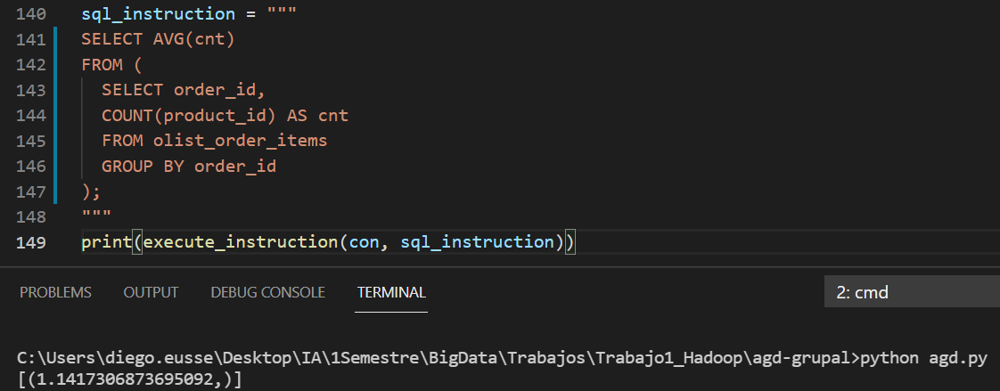 140 sql_instruction = """
141 SELECT AVG(cnt)
142 FROM (
143   SELECT order_id,
144   COUNT(product_id) AS cnt
145   FROM olist_order_items
146   GROUP BY order_id
147 );
148 """
149 print(execute_instruction(con, sql_instruction))
PROBLEMS OUTPUT DEBUG CONSOLE TERMINAL 2: cmd
C:\Users\diego.eusse\Desktop\IA\1Semestre\BigData\Trabajos\Trabajo1_Hadoop\agd-grupal>python agd.py
[(1.1417306873695092,)]